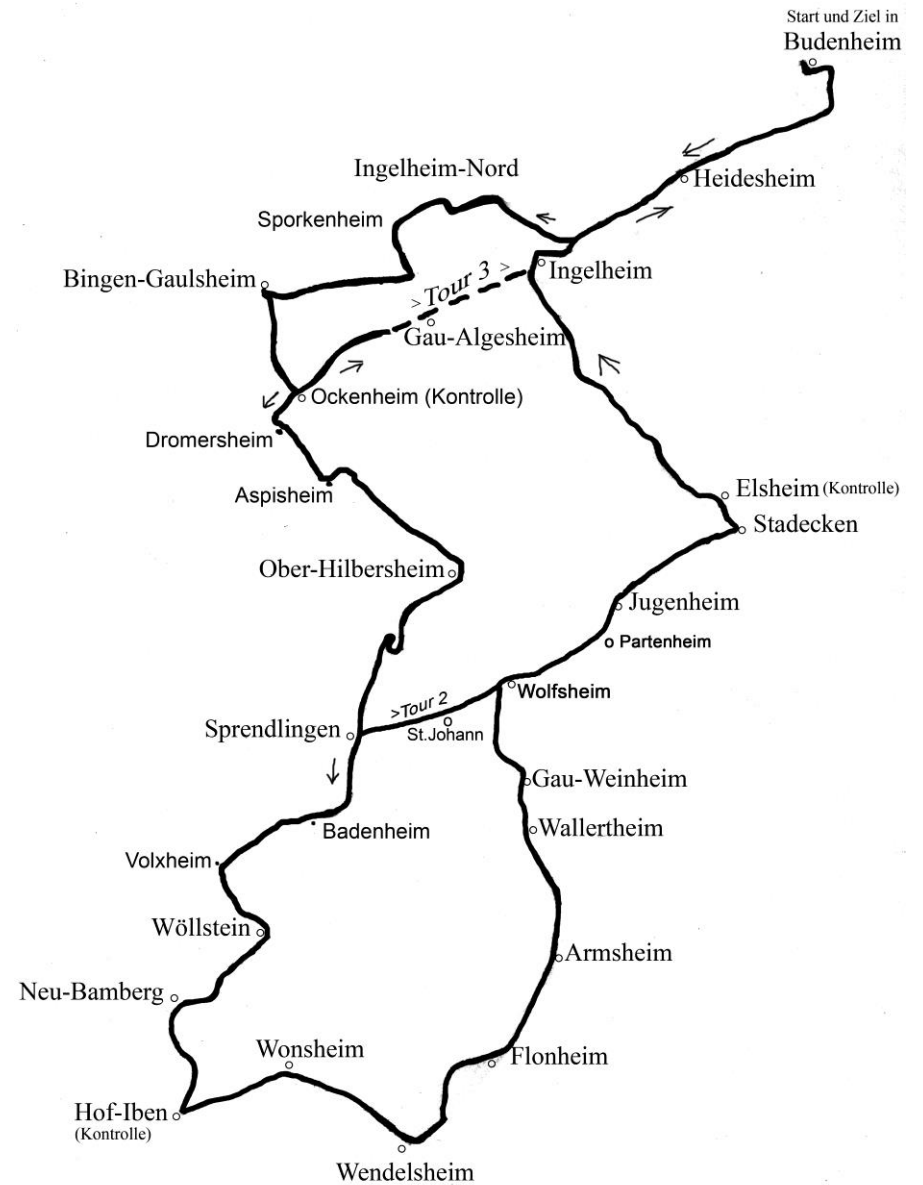 Start und Ziel in
Budenheim
Heidesheim
Ingelheim-Nord
Sporkenheim
Ingelheim
Bingen-Gaulsheim
>Tour 3 >
Gau-Algesheim
Ockenheim (Kontrolle)
Dromersheim
Aspisheim
Elsheim (Kontrolle)
Stadecken
Ober-Hilbersheim
Jugenheim
Partenheim
Wolfsheim
>Tour 2
St.Johann
Sprendlingen
Gau-Weinheim
Wallertheim
Badenheim
Volxheim
Wöllstein
Armsheim
Neu-Bamberg
Wonsheim
Flonheim
Hof-Iben
(Kontrolle)
Wendelsheim